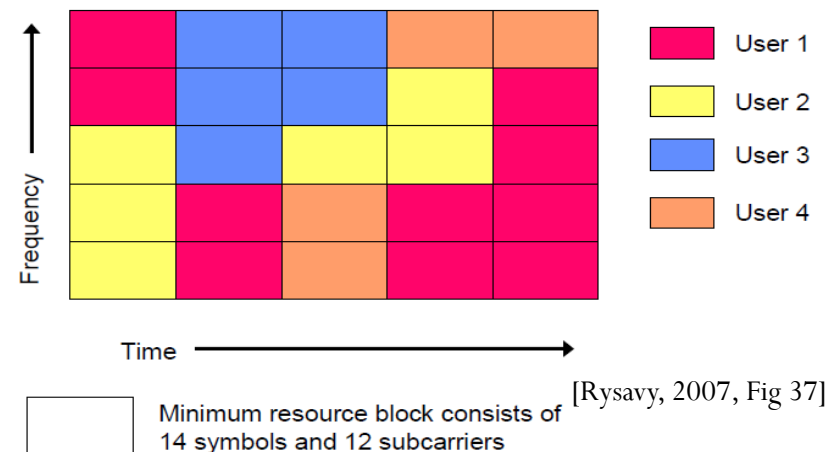 User 1
User 2
User 3
User 4
Frequency
Time
[Rysavy, 2007, Fig 37]
Minimum resource block consists of
14 symbols and 12 subcarriers